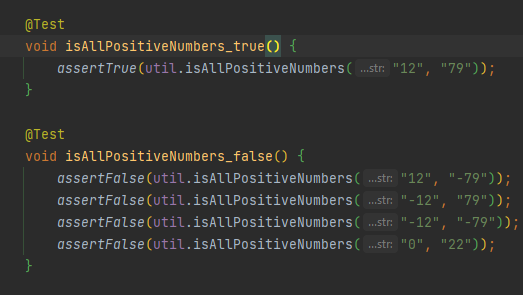 @Test
void isAllPositiveNumbers_true() {
assertTrue(util.isAllPositiveNumbers( ...str: "12", "79"));
}
@Test
void isAllPositiveNumbers_false() {
assertFalse(util.isAllPositiveNumbers( ...str: "12", "-79"));
assertFalse(util.isAllPositiveNumbers( ...str: "-12", "79"));
assertFalse(util.isAllPositiveNumbers( ...str: "-12", "-79"));
assertFalse(util.isAllPositiveNumbers( ...str: "0", "22"));
}